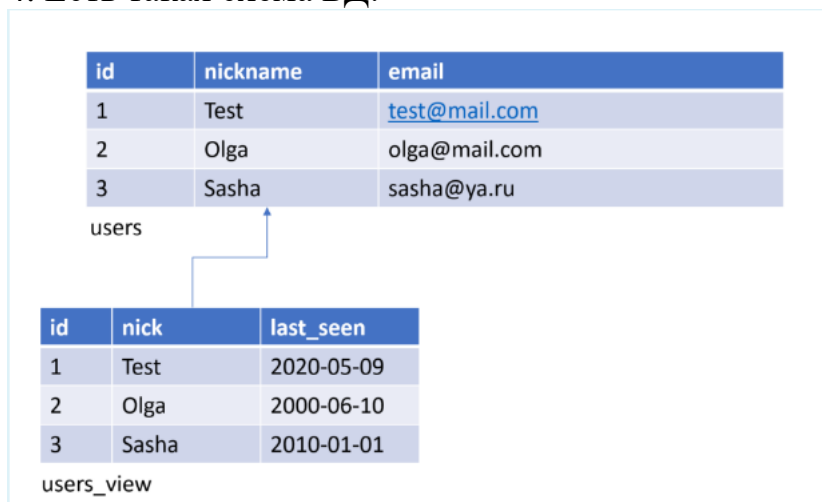 id nickname email
1 Test test@mail.com
2 Olga olga@mail.com
3 Sasha sasha@ya.ru
users
id nick last_seen
1 Test 2020-05-09
2 Olga 2000-06-10
3 Sasha 2010-01-01
users_view